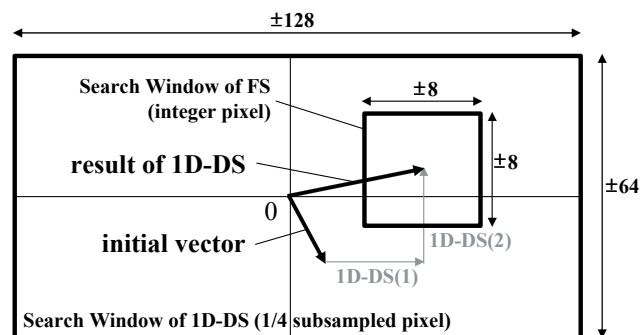 ±128
Search Window of FS
(integer pixel)
±8
result of 1D-DS
±8
±64
0
initial vector
1D-DS(2)
1D-DS(1)
Search Window of 1D-DS (1/4 subsampled pixel)